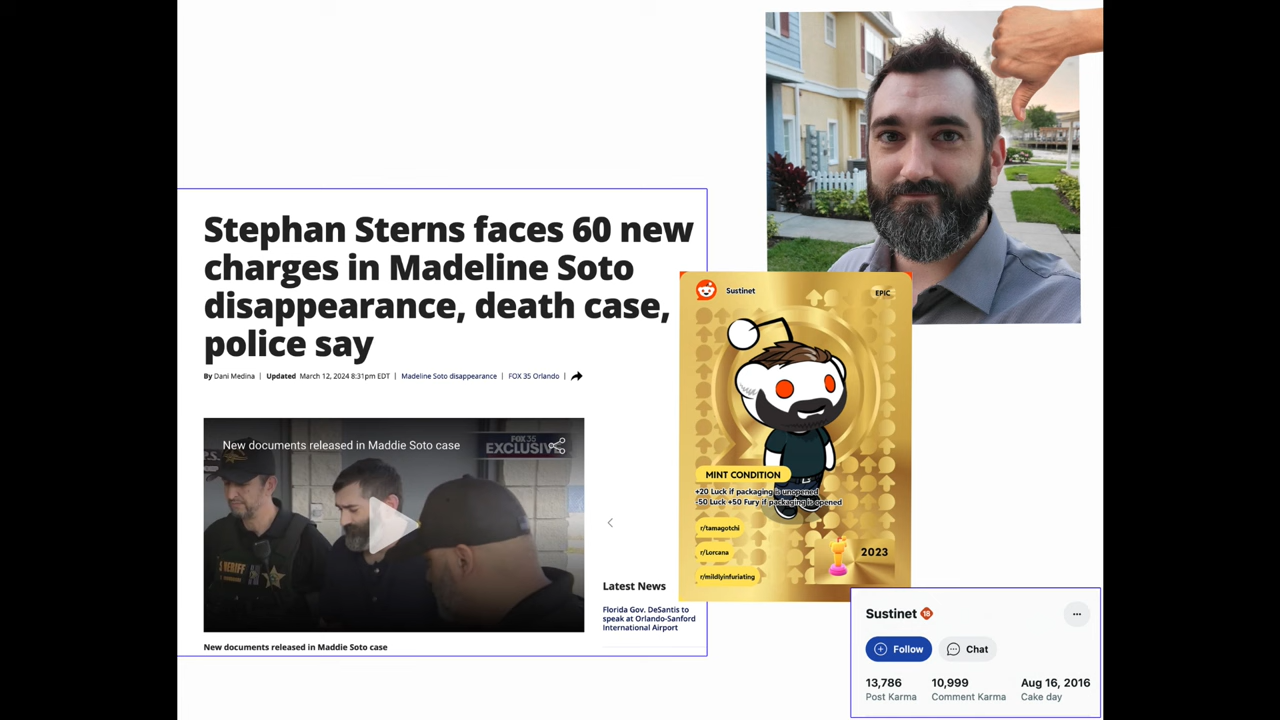 Stephan Sterns faces 60 new
charges in Madeline Soto
disappearance, death case,
police say
By Dani Medina | Updated March 12, 2024 8:31pm EDT | Madeline Soto disappearance | FOX 35 Orlando |
New documents released in Maddie Soto case
FOX 35
EXCLUSIVE
SHERIFF
New documents released in Maddie Soto case
Latest News
Florida Gov. DeSantis to
speak at Orlando-Sanford
International Airport
Sustinet
EPIC
MINT CONDITION
+20 Luck if packaging is unopened
-50 Luck +50 Fury if packaging is opened
r/tamagotchi
r/Lorcana
r/mildlyinfuriating
2023
Sustinet 18
Follow
Chat
13,786 10,999 Aug 16, 2016
Post Karma Comment Karma Cake day